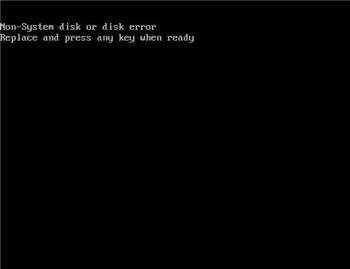 Non-System disk or disk error
Replace and press any key when ready